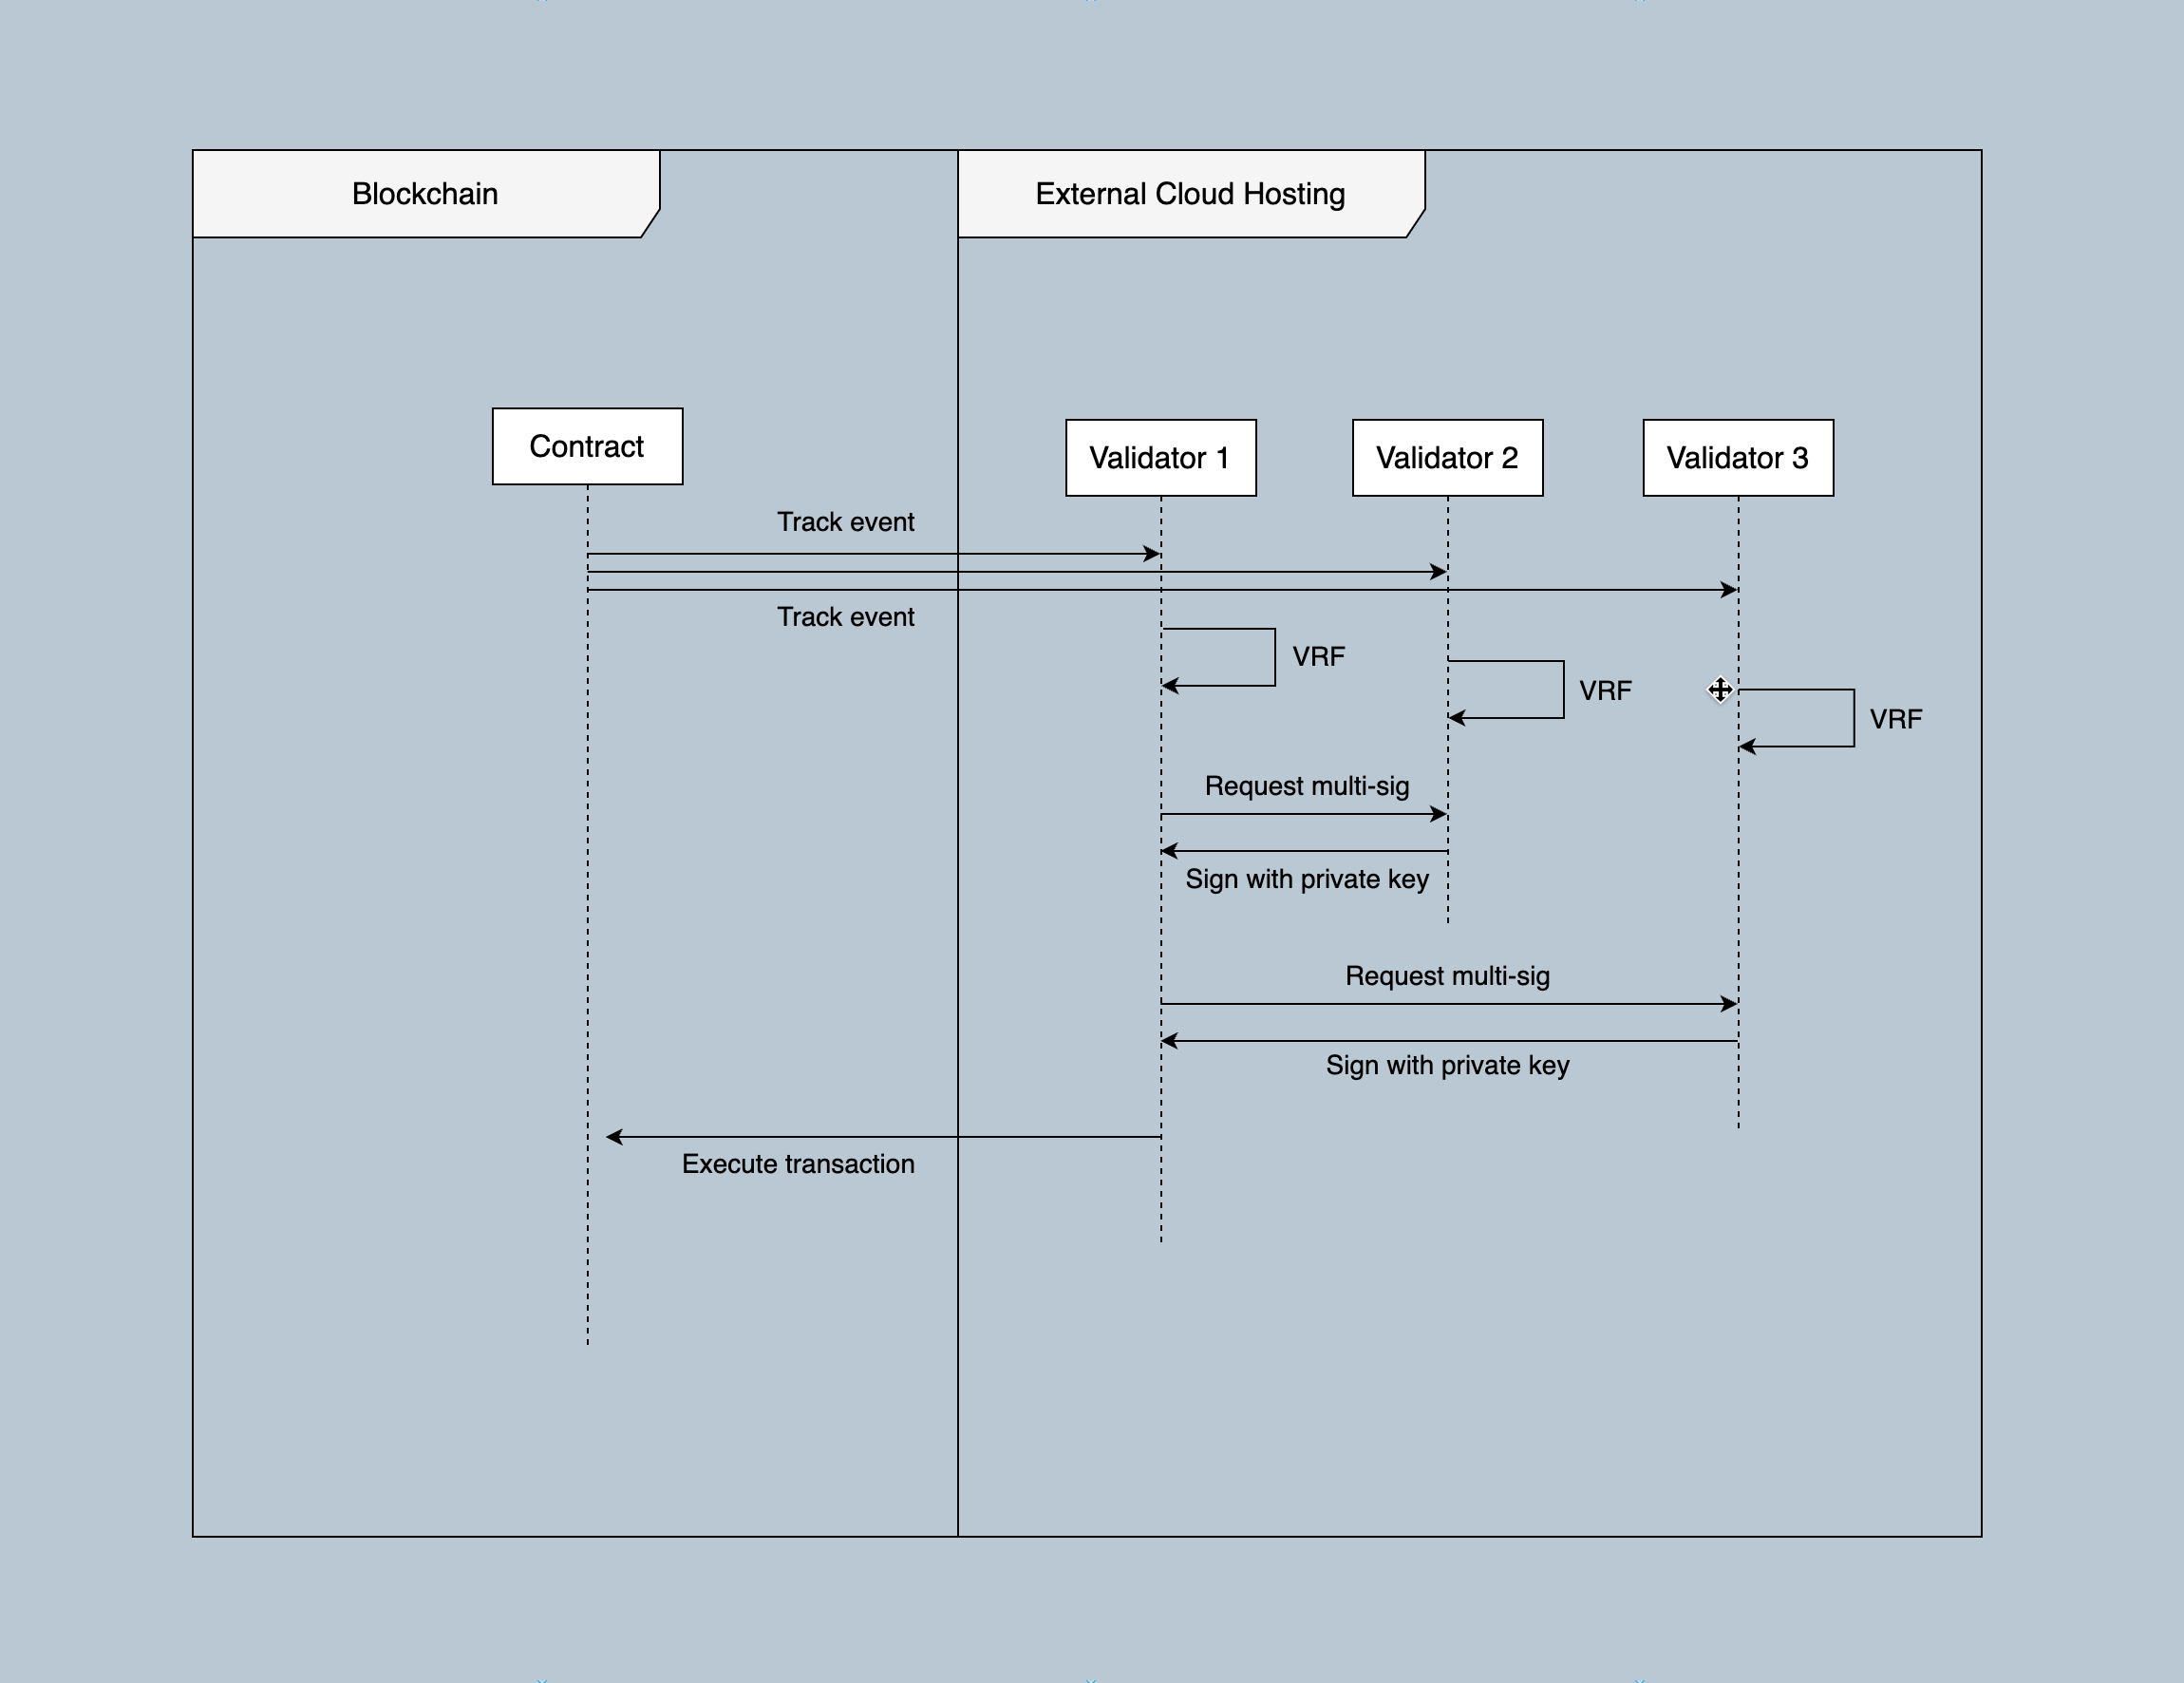 Blockchain
External Cloud Hosting
Contract
Validator 1
Validator 2
Validator 3
Track event
Track event
VRF
VRF
VRF
Request multi-sig
Sign with private key
Request multi-sig
Sign with private key
Execute transaction